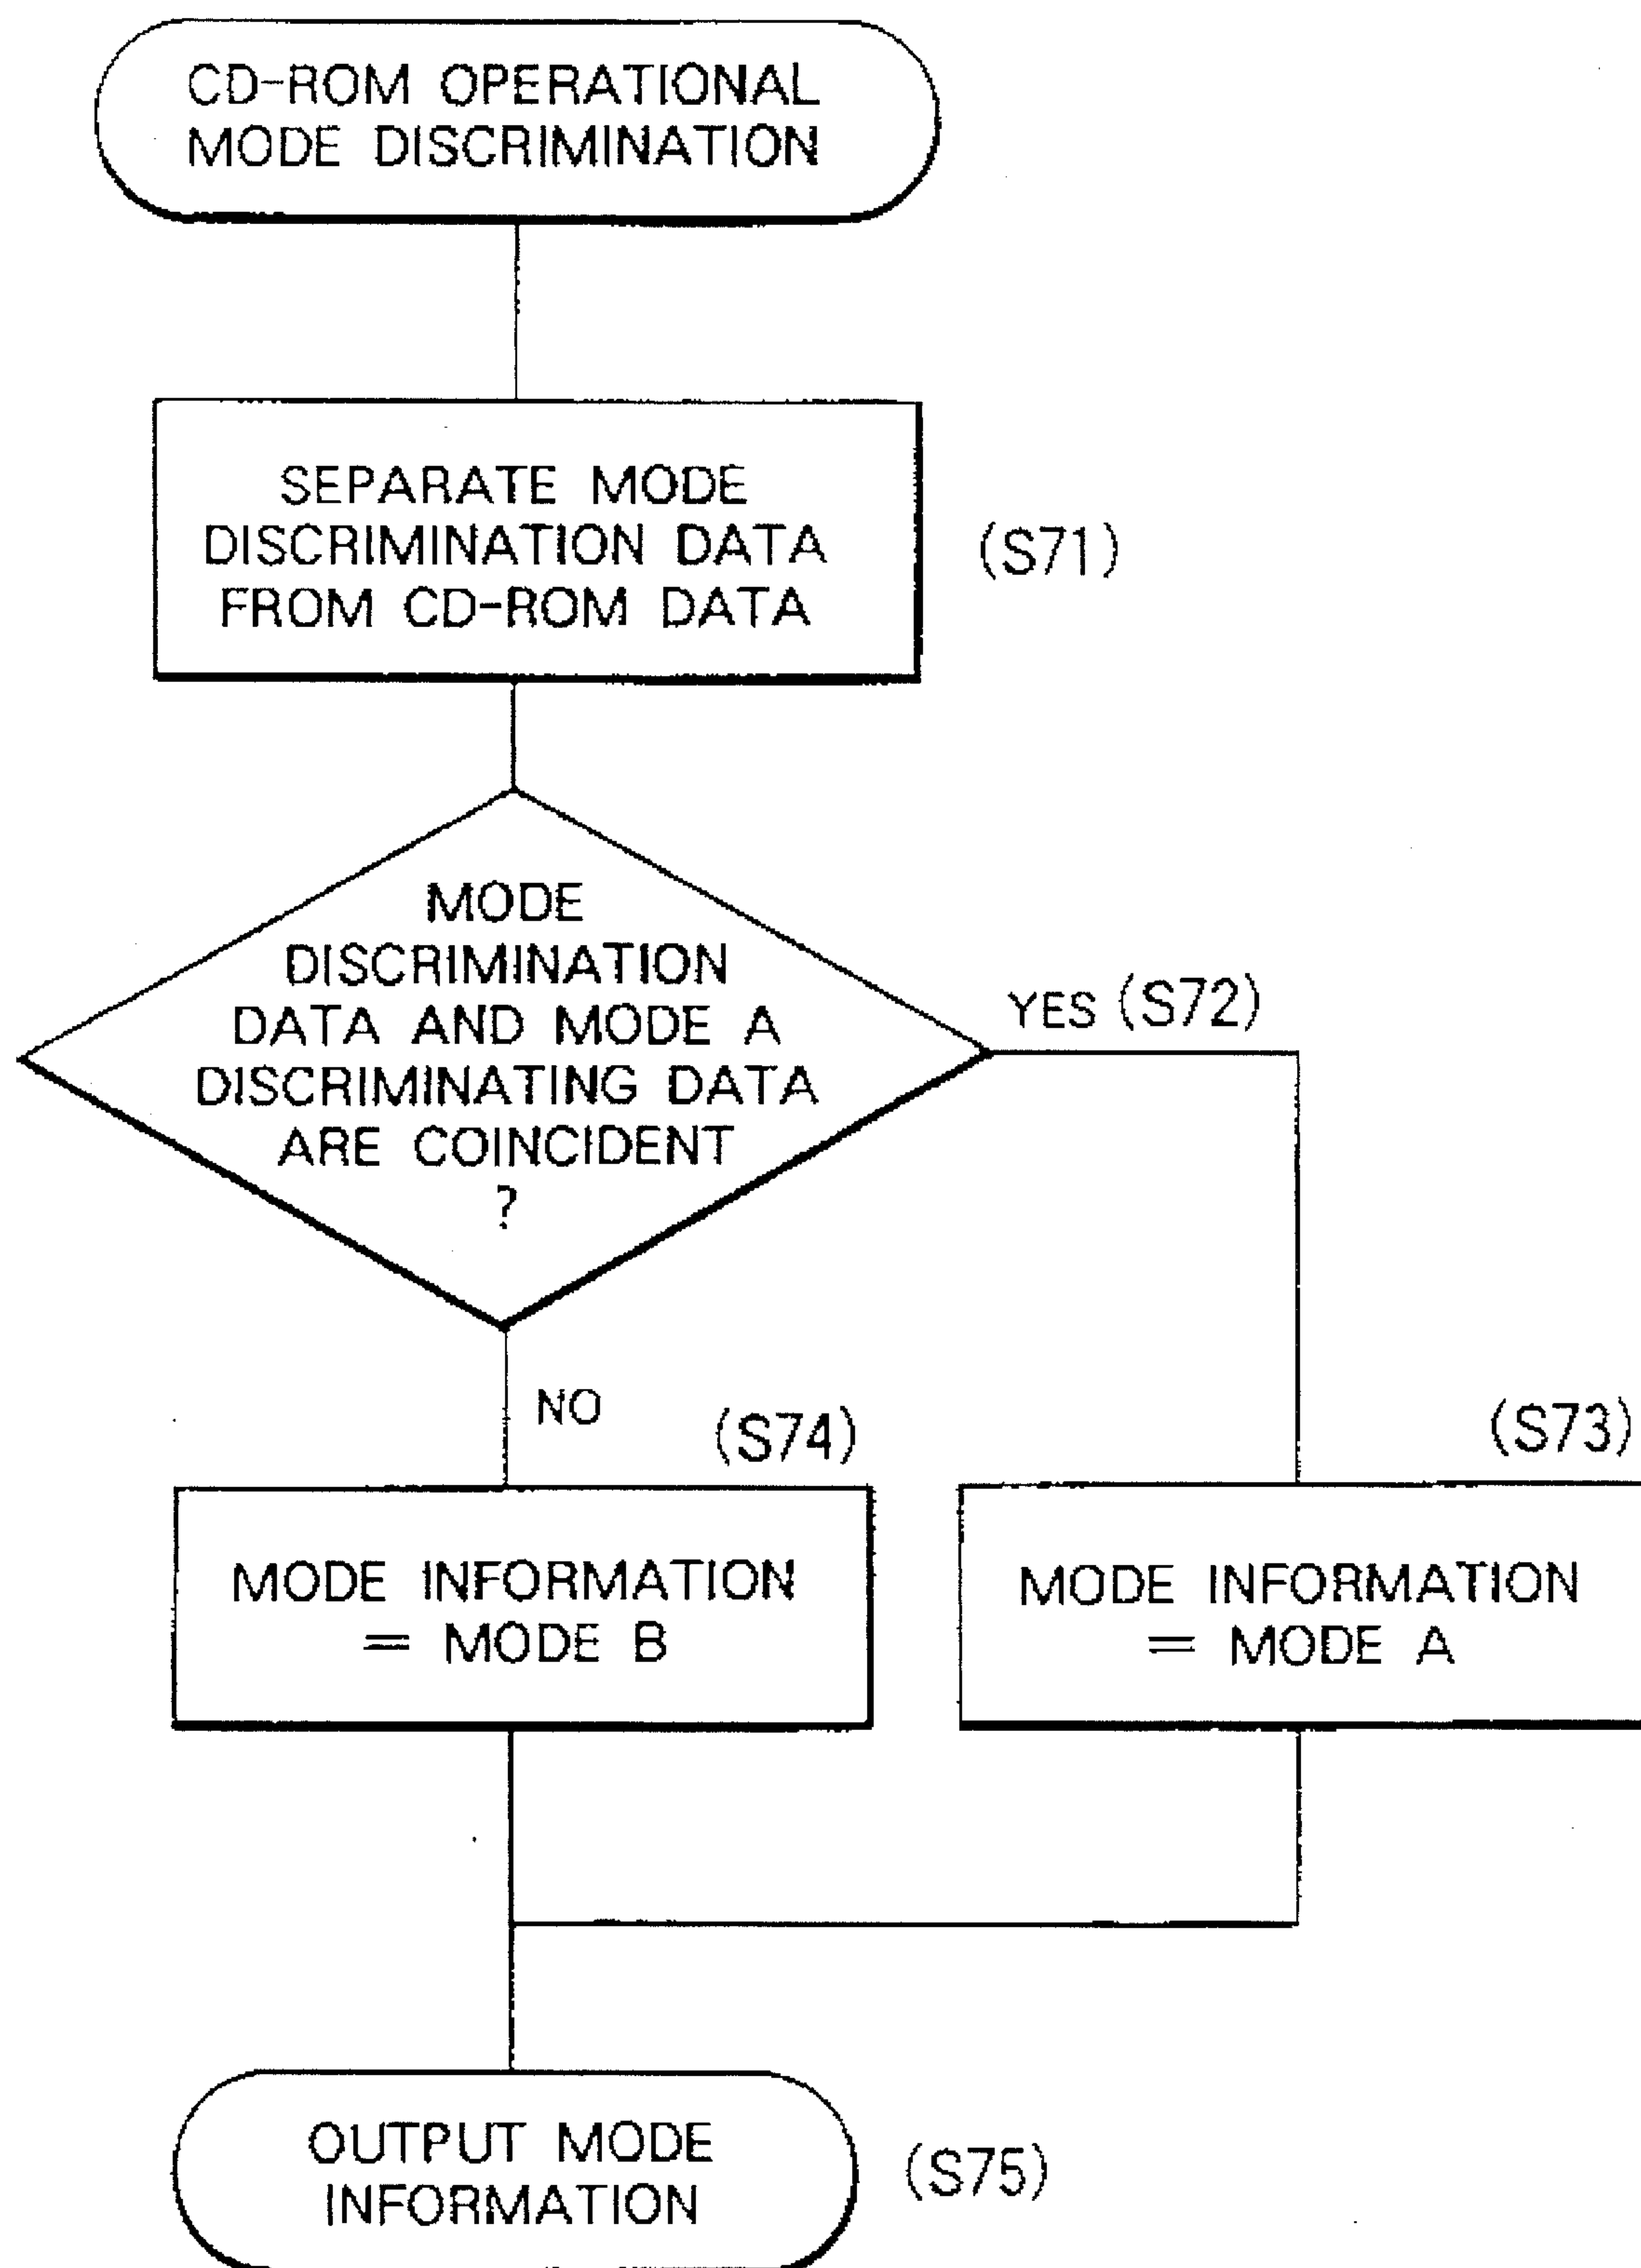 CD-ROM OPERATIONAL
MODE DISCRIMINATION
SEPARATE MODE
DISCRIMINATION DATA
FROM CD-ROM DATA
(S71)
MODE
DISCRIMINATION
DATA AND MODE A
DISCRIMINATING DATA
ARE COINCIDENT
?
YES (S72)
NO
(S74)
(S73)
MODE INFORMATION
= MODE B
MODE INFORMATION
= MODE A
OUTPUT MODE
INFORMATION
(S75)